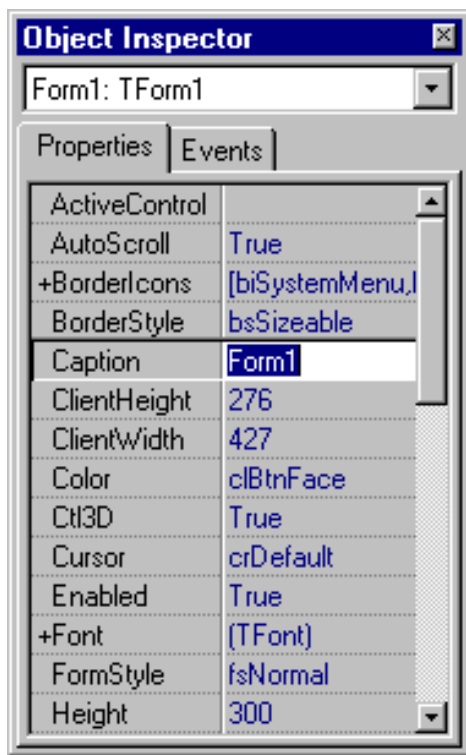 Object Inspector
Form1: TForm1
Properties Events
ActiveControl
AutoScroll True
+BorderIcons [biSystemMenu,
BorderStyle bsSizeable
Caption Form1
ClientHeight 276
ClientWidth 427
Color clBtnFace
Ctl3D True
Cursor crDefault
Enabled True
+Font (TFont)
FormStyle fsNormal
Height 300